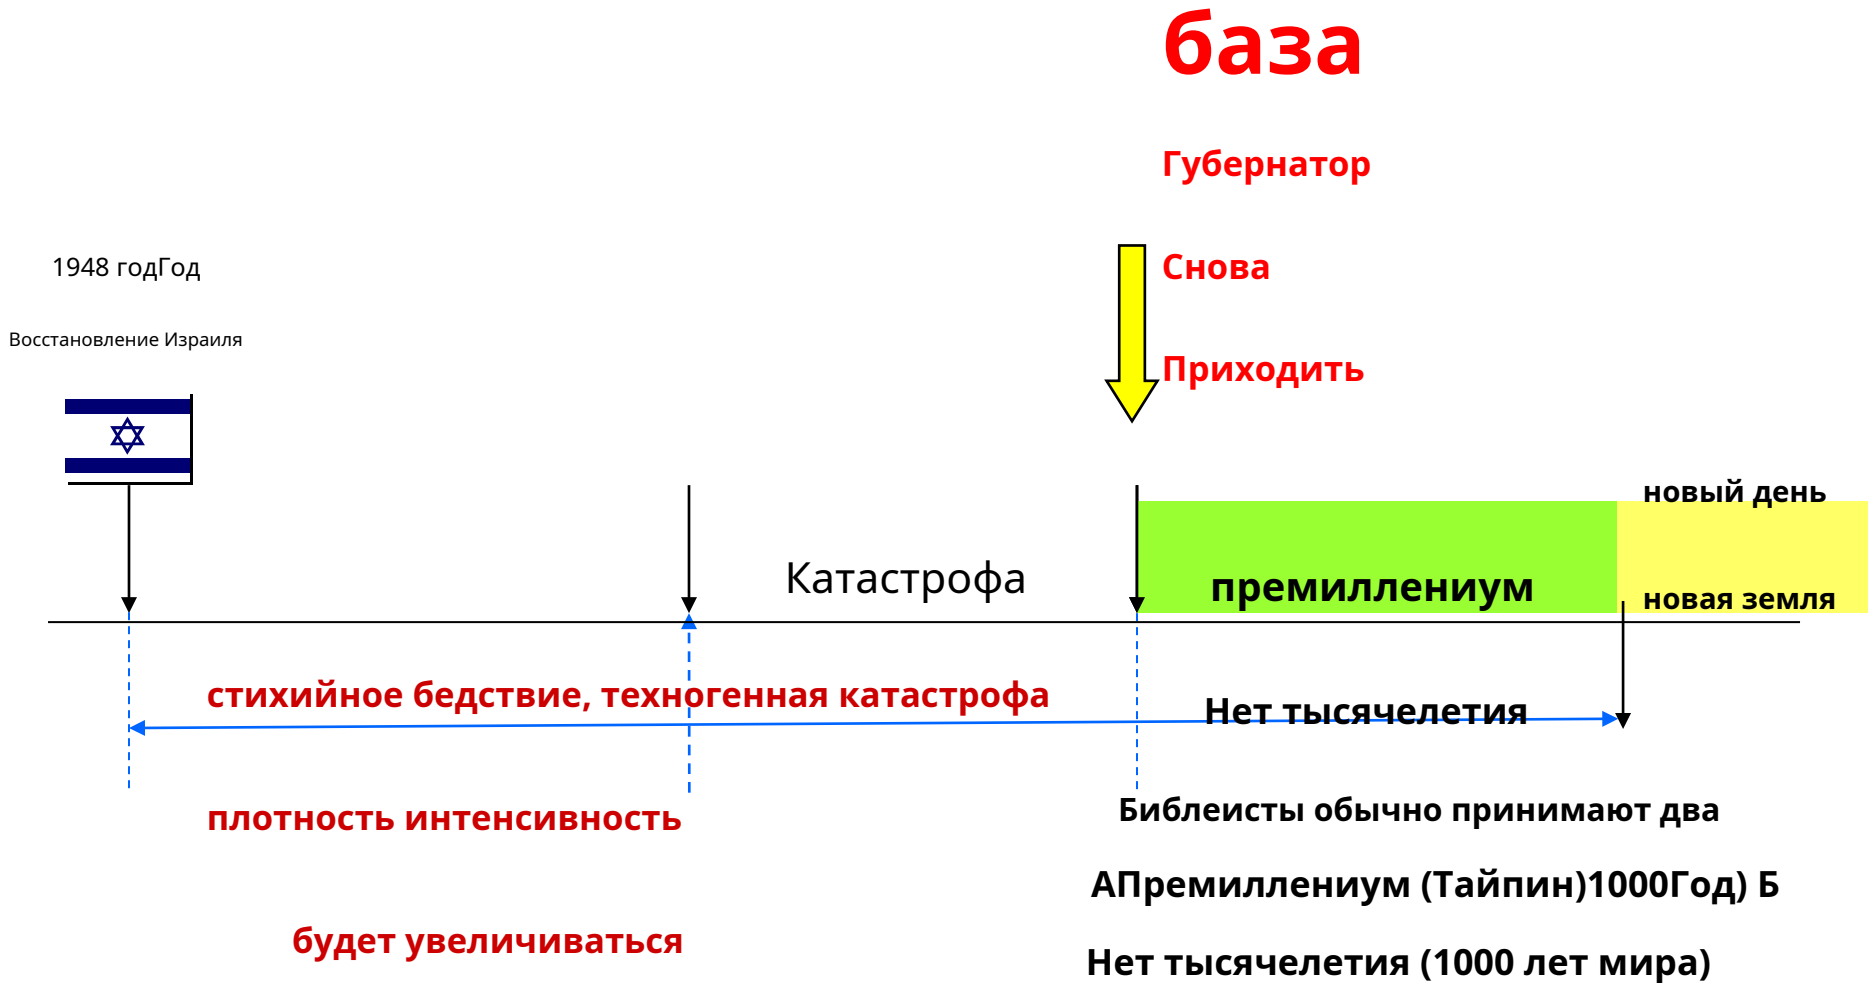 база
Губернатор
1948 годГод
Снова
Восстановление Израиля
Приходить
новый день
Катастрофа
премиллениум
новая земля
стихийное бедствие, техногенная катастрофа
Нет тысячелетия
плотность интенсивность
Библеисты обычно принимают два
АПремиллениум (Тайпин)1000Год) Б
будет увеличиваться
Нет тысячелетия (1000 лет мира)